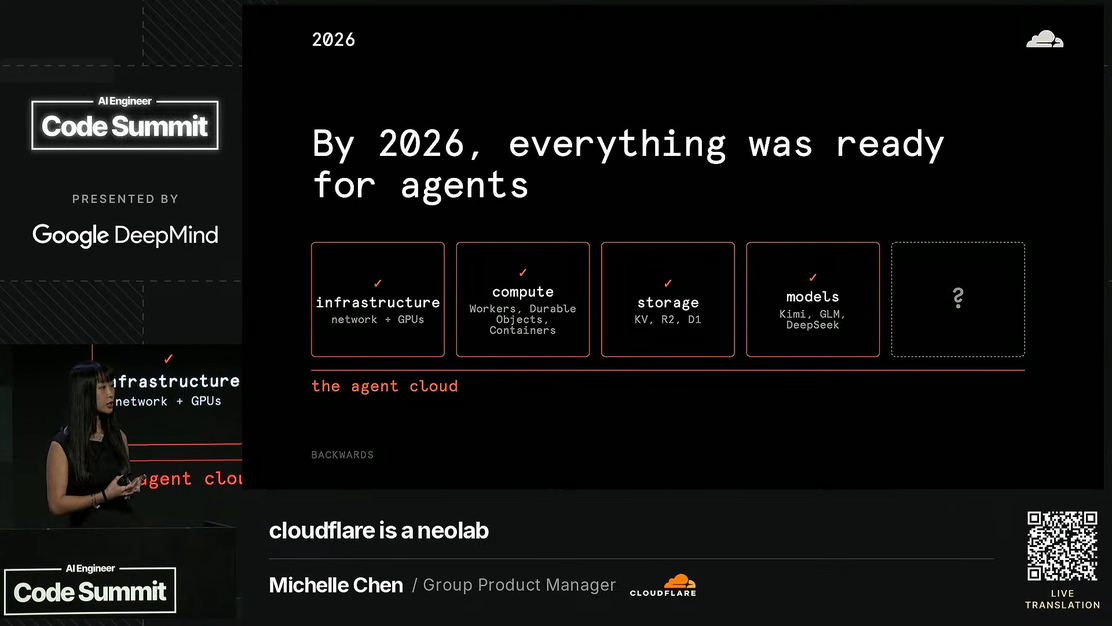 2026
By 2026, everything was ready
for agents
✓
infrastructure
network + GPUs
✓
compute
Workers, Durable
Objects,
Containers
✓
storage
KV, R2, D1
✓
models
Kimi, GLM,
DeepSeek
?
the agent cloud
BACKWARDS
AI Engineer
Code Summit
PRESENTED BY
Google DeepMind
✓
frastructure
network + GPUs
agent clou
AI Engineer
Code Summit
cloudflare is a neolab
Michelle Chen / Group Product Manager
CLOUDFLARE
LIVE
TRANSLATION